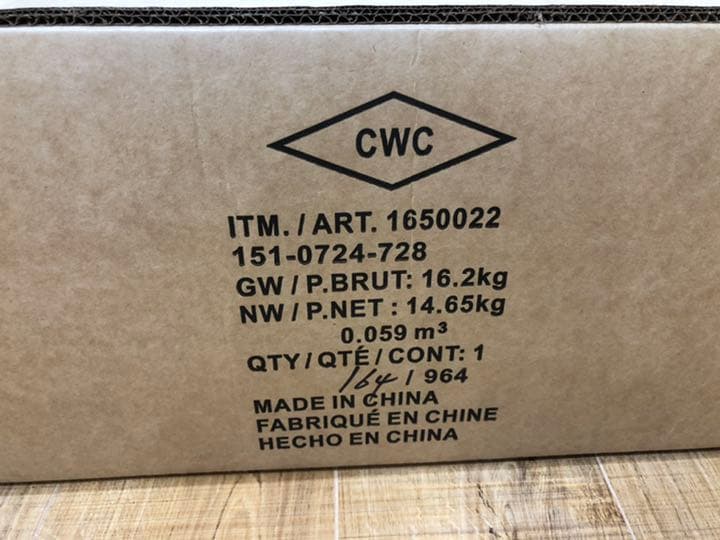 CWC
ITM. / ART. 1650022
151-0724-728
GW / P.BRUT: 16.2kg
NW / P.NET : 14.65kg
0.059 m³
QTY / QTÉ / CONT: 1
164 / 964
MADE IN CHINA
FABRIQUÉ EN CHINE
HECHO EN CHINA